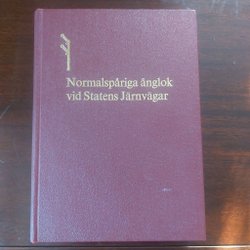 Normalspåriga ånglok
vid Statens Järnvägar